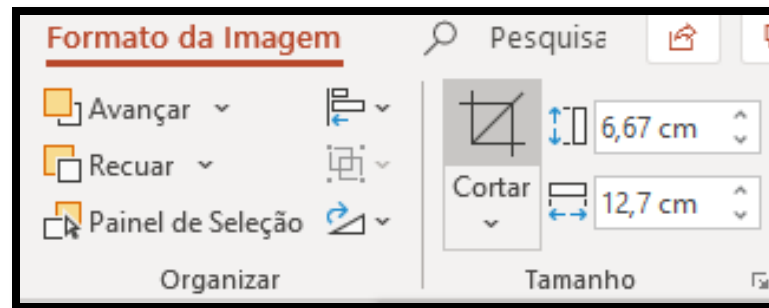 Formato da Imagem Pesquisa
Avançar
Recuar
Painel de Seleção
Organizar
Cortar
6,67 cm
12,7 cm
Tamanho